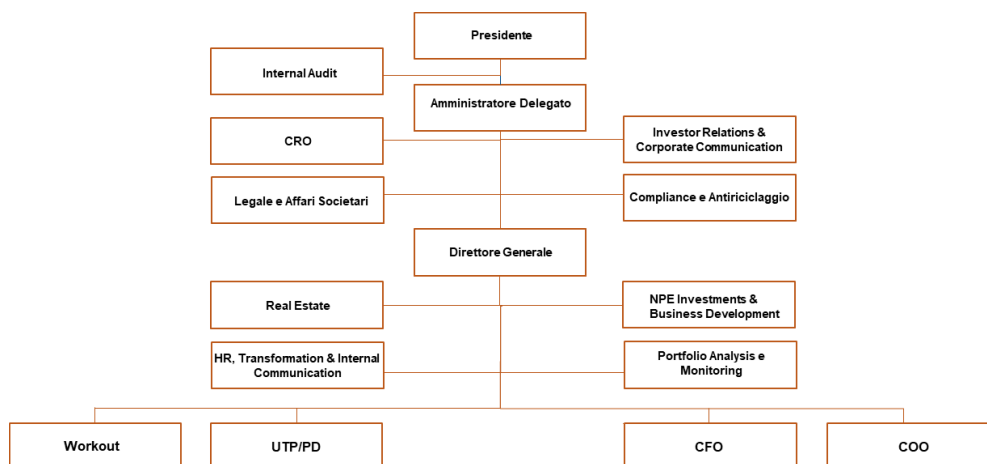 Presidente
Internal Audit
Amministratore Delegato
CRO
Investor Relations &
Corporate Communication
Legale e Affari Societari
Compliance e Antiriciclaggio
Direttore Generale
Real Estate
NPE Investments &
Business Development
HR, Transformation & Internal
Communication
Portfolio Analysis e
Monitoring
Workout
UTP/PD
CFO
COO